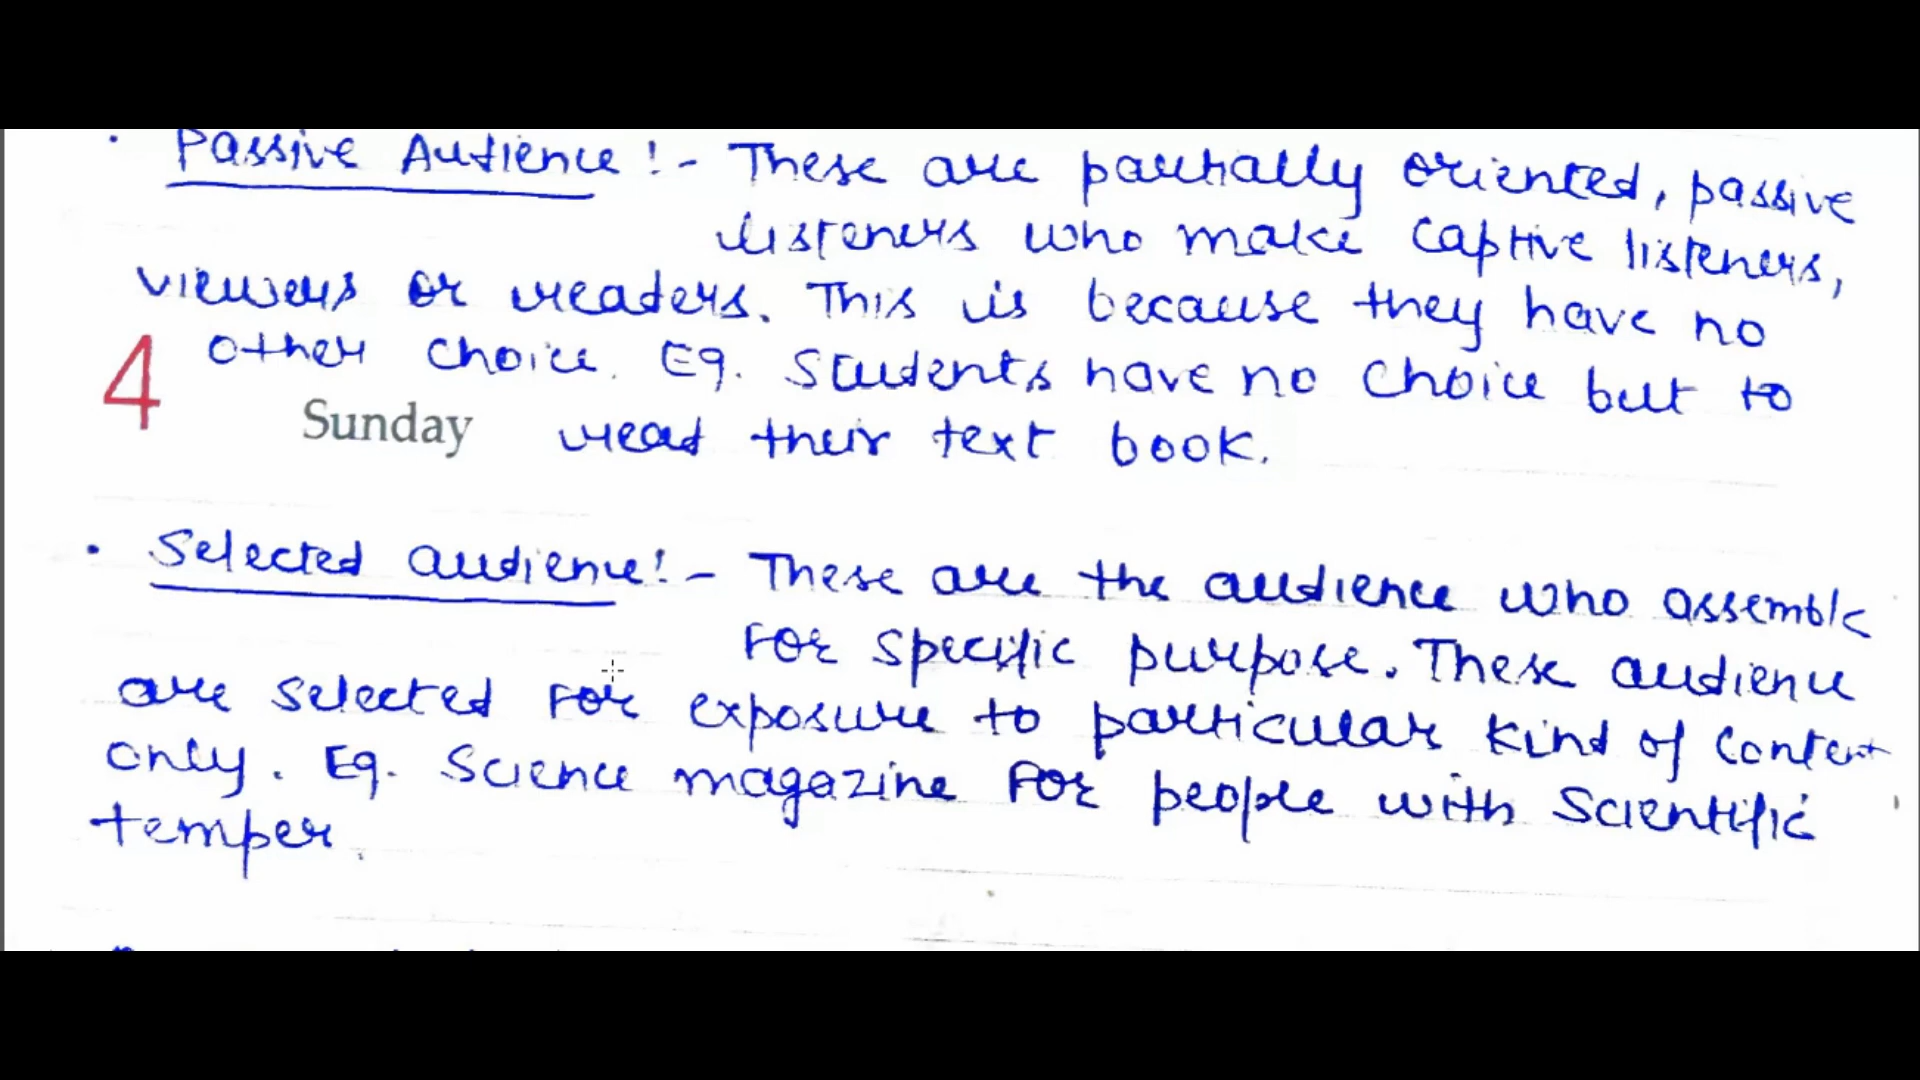 • Passive Audience :- These are partially oriented, passive
listeners who make captive listeners,
viewers or readers. This is because they have no
other choice. Eg. Students have no choice but to
4 Sunday read their text book.
• Selected audience :- These are the audience who assemble
For specific purpose. These audience
are selected For exposure to particular kind of content
only. Eg. Science magazine For people with Scientific
temper.